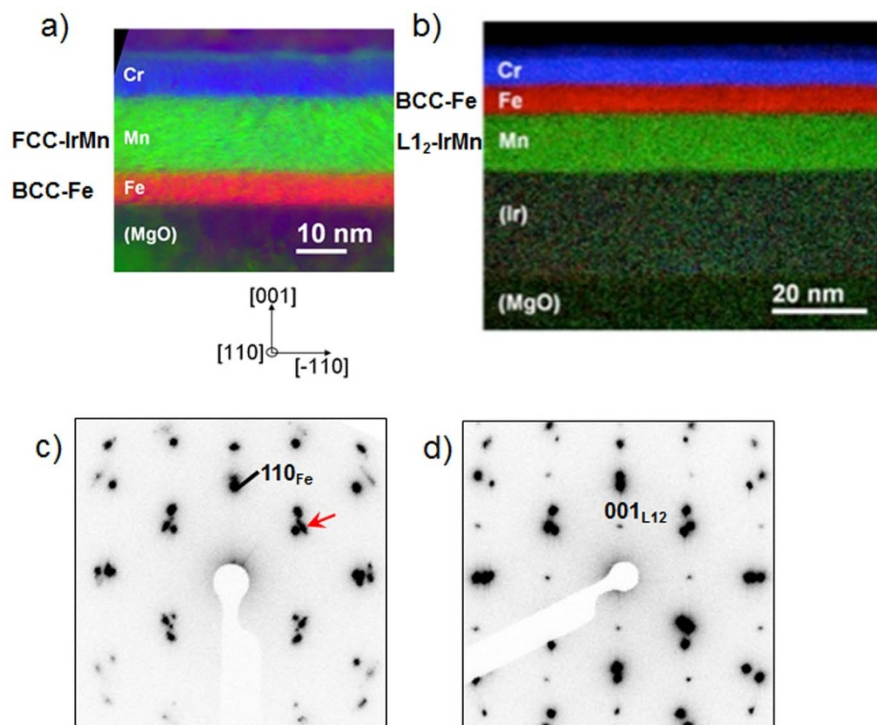 a)
Cr
FCC-IrMn
Mn
BCC-Fe
Fe
(MgO)
10 nm
b)
Cr
BCC-Fe
Fe
L1₂-IrMn
Mn
(Ir)
(MgO)
20 nm
[001]
[110]
[-110]
c)
110Fe
d)
001L12